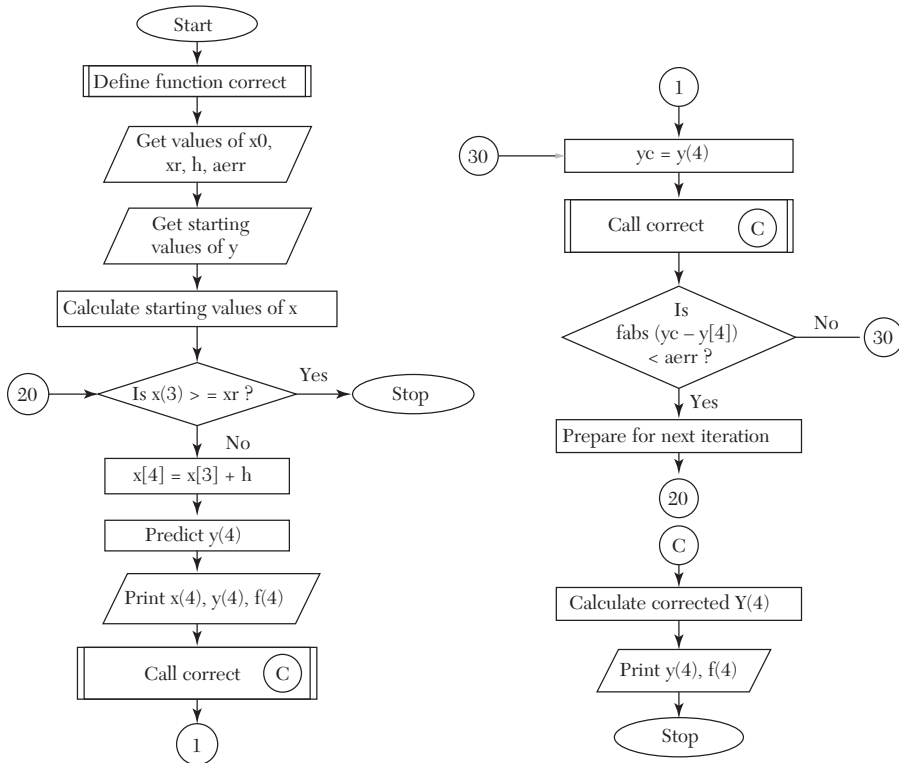 Start
Define function correct
Get values of x0,
xr, h, aerr
Get starting
values of y
Calculate starting values of x
20
Is x(3) > = xr ?
Yes
Stop
No
x[4] = x[3] + h
Predict y(4)
Print x(4), y(4), f(4)
Call correct
C
1
1
30
yc = y(4)
Call correct
C
Is
fabs (yc – y[4])
< aerr ?
No
30
Yes
Prepare for next iteration
20
C
Calculate corrected Y(4)
Print y(4), f(4)
Stop